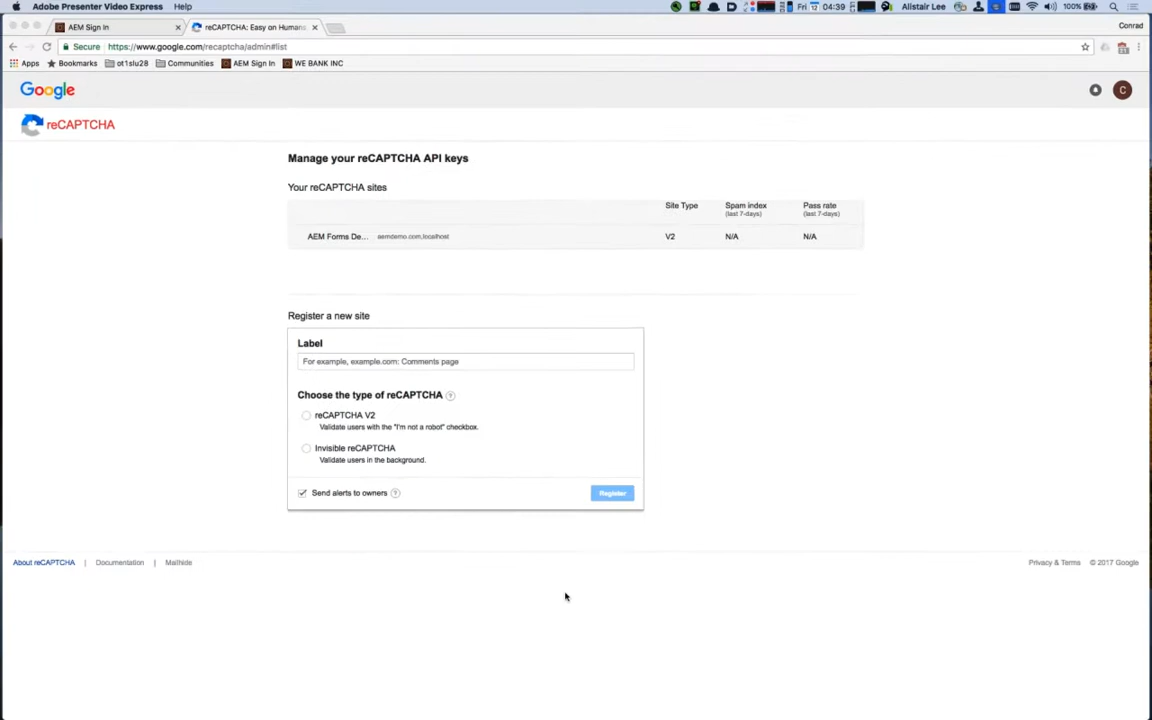 Adobe Presenter Video Express Help Fri 12 04:39 Alistair Lee 100%
AEM Sign In reCAPTCHA: Easy on Humans Conrad
Secure https://www.google.com/recaptcha/admin#list
Apps Bookmarks ot1slu28 Communities AEM Sign In WE BANK INC
Google C
reCAPTCHA
Manage your reCAPTCHA API keys
Your reCAPTCHA sites
Site Type Spam index Pass rate
(last 7-days) (last 7-days)
AEM Forms De... aemdemo.com,localhost V2 N/A N/A
Register a new site
Label
For example, example.com: Comments page
Choose the type of reCAPTCHA ?
reCAPTCHA V2
Validate users with the "I'm not a robot" checkbox.
Invisible reCAPTCHA
Validate users in the background.
Send alerts to owners ? Register
About reCAPTCHA | Documentation | Mailhide Privacy & Terms © 2017 Google